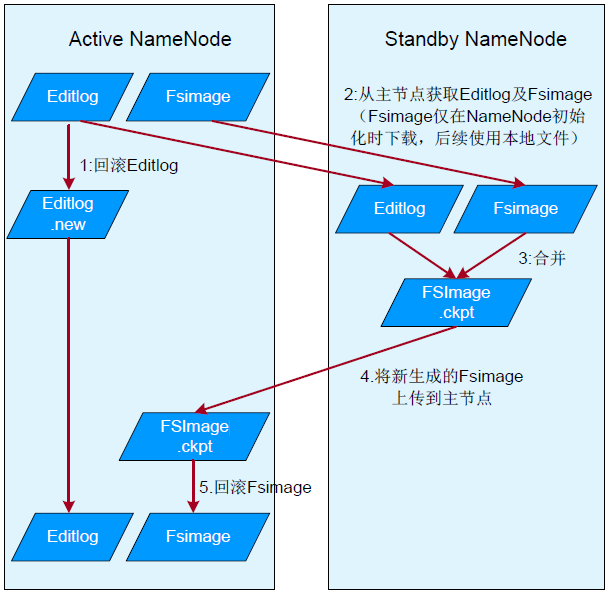 Active NameNode
Standby NameNode
Editlog
Fsimage
2:从主节点获取Editlog及Fsimage
（Fsimage仅在NameNode初始
化时下载，后续使用本地文件）
1:回滚Editlog
Editlog
.new
Editlog
Fsimage
3:合并
FSImage
.ckpt
4.将新生成的Fsimage
上传到主节点
FSImage
.ckpt
5.回滚Fsimage
Editlog
Fsimage